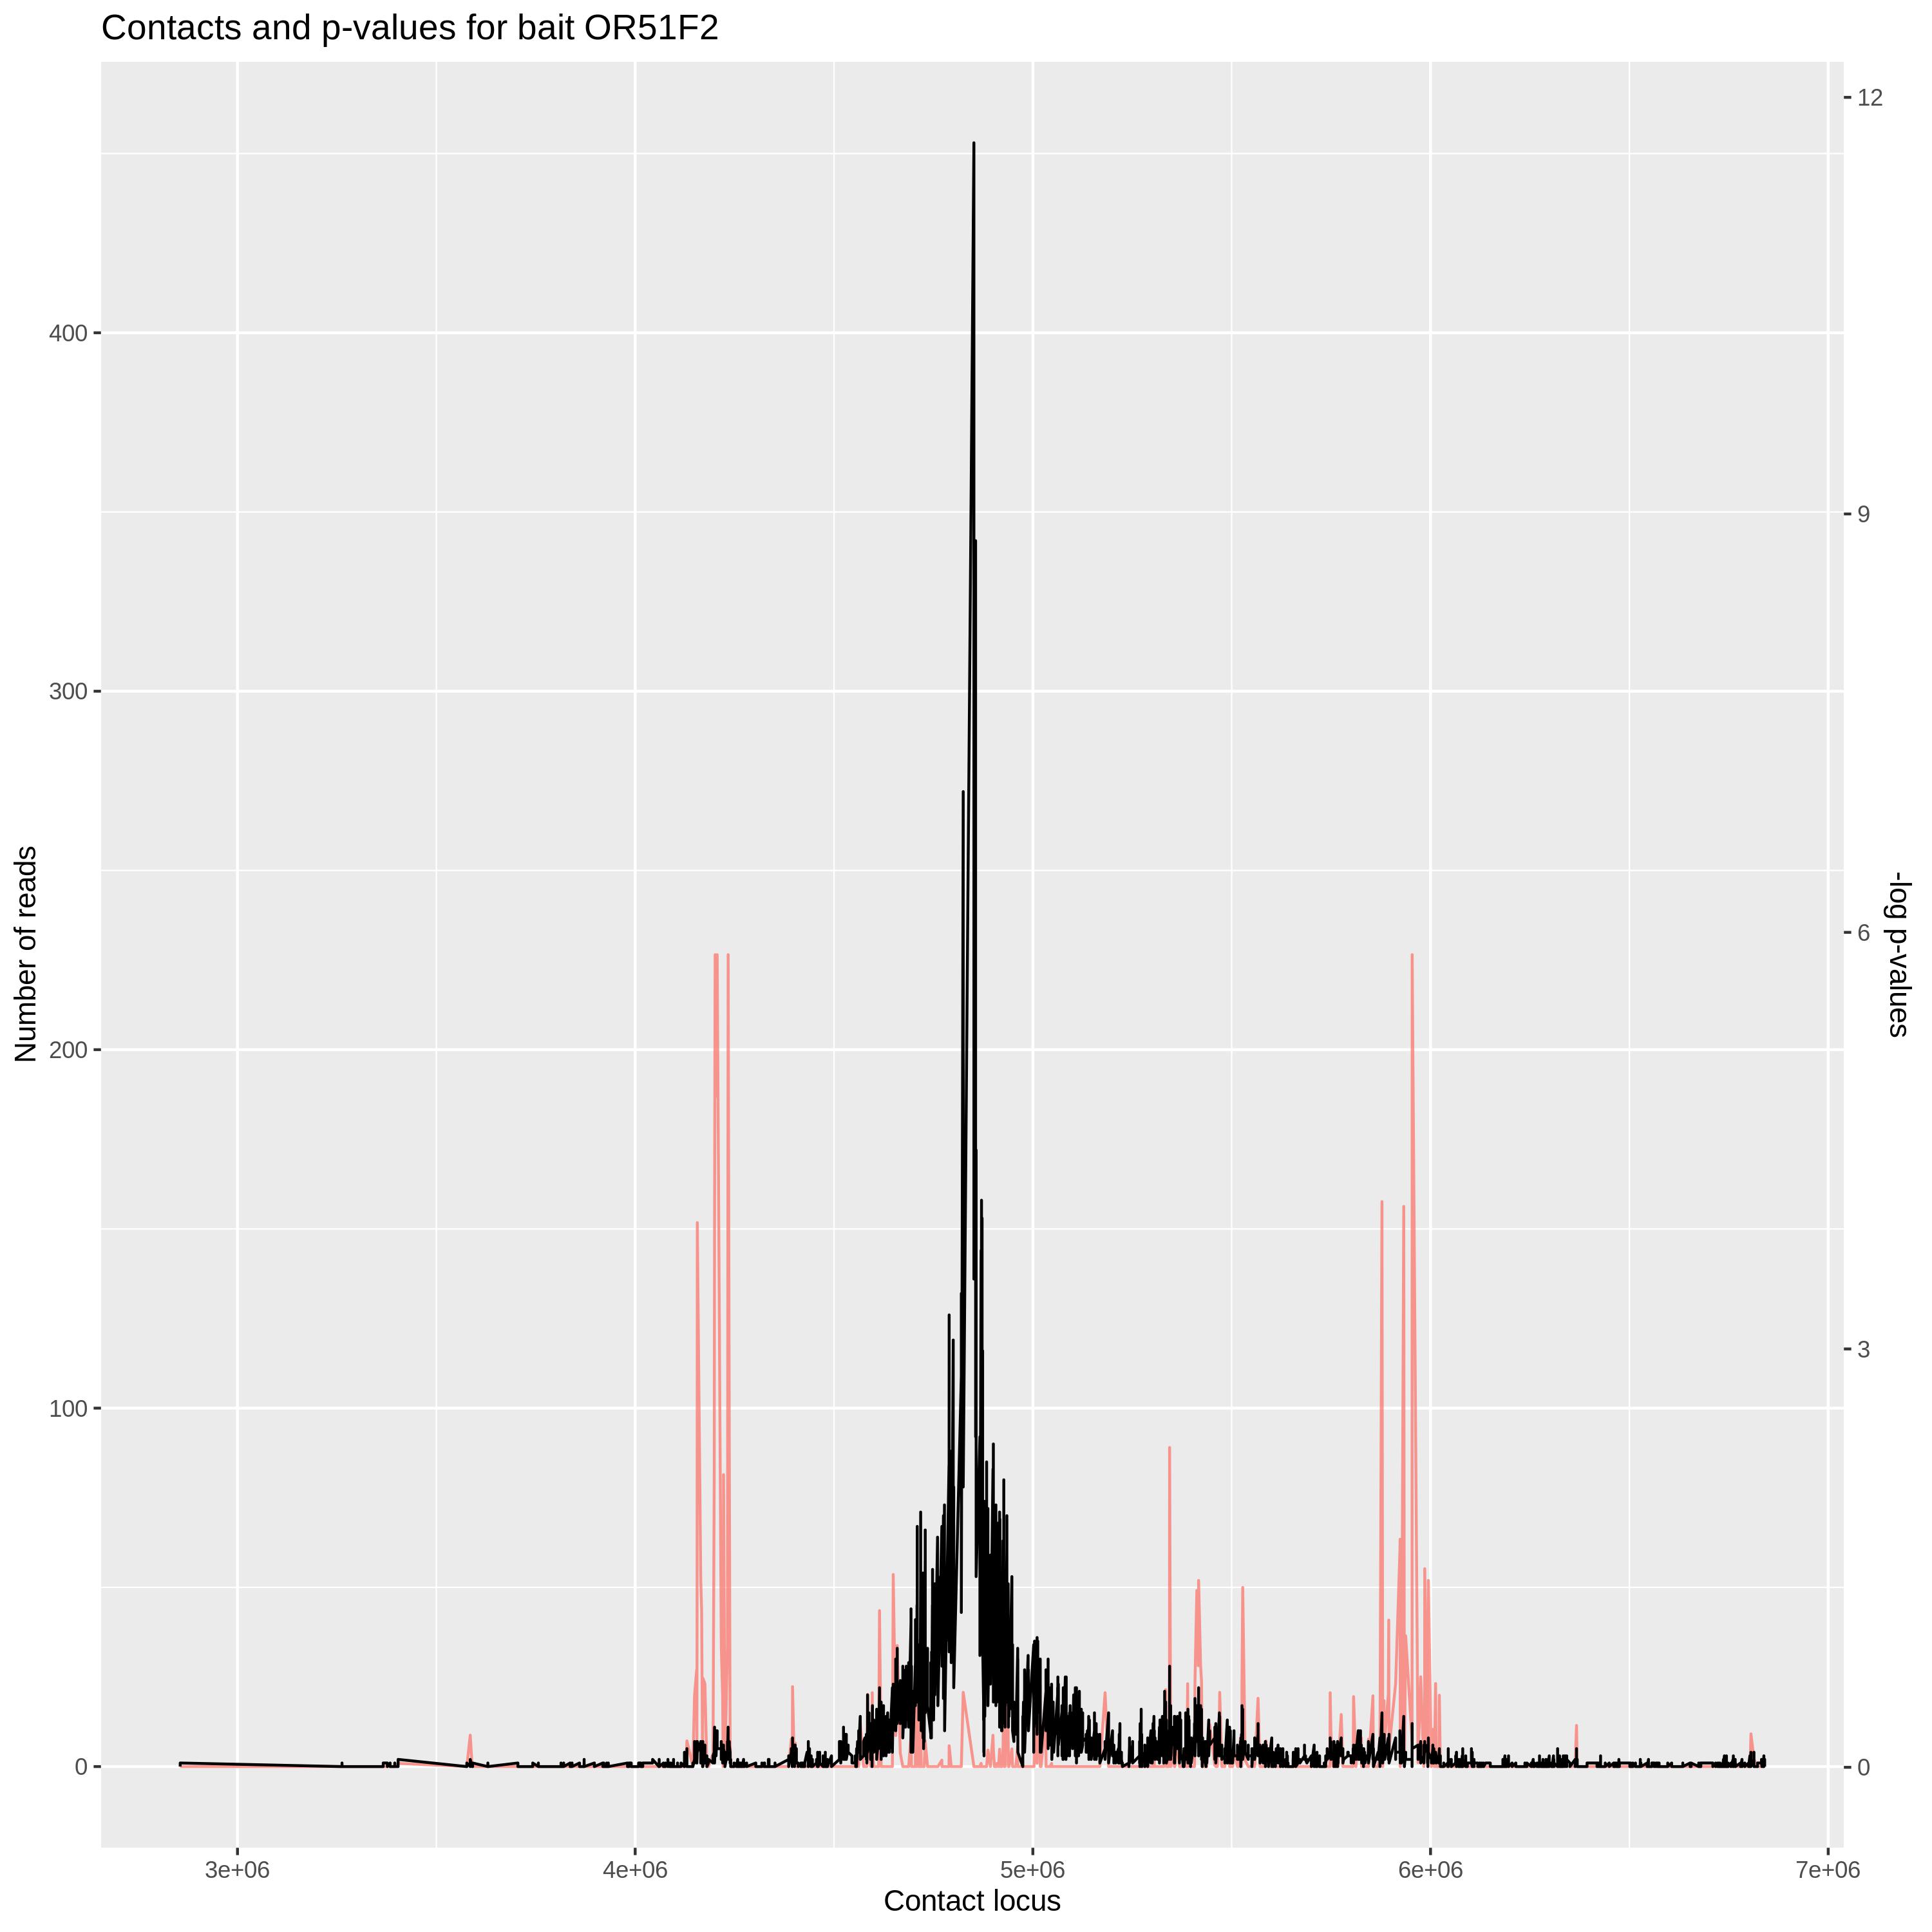 Contacts and p-values for bait OR51F2
12
400
9
300
Number of reads
6
-log p-values
200
3
100
0
0
3e+06
4e+06
5e+06
6e+06
7e+06
Contact locus